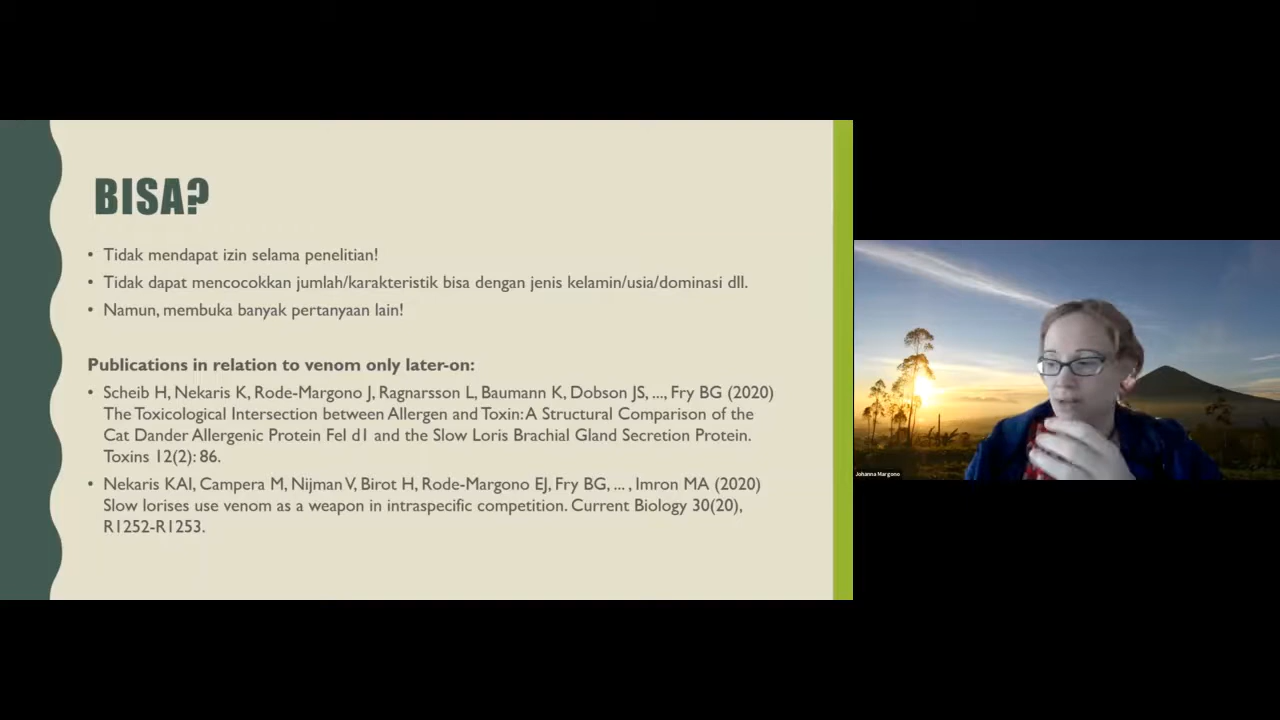 BISA?
• Tidak mendapat izin selama penelitian!
• Tidak dapat mencocokkan jumlah/karakteristik bisa dengan jenis kelamin/usia/dominasi dll.
• Namun, membuka banyak pertanyaan lain!
Publications in relation to venom only later-on:
• Scheib H, Nekaris K, Rode-Margono J, Ragnarsson L, Baumann K, Dobson JS, ..., Fry BG (2020)
The Toxicological Intersection between Allergen and Toxin: A Structural Comparison of the
Cat Dander Allergenic Protein Fel d1 and the Slow Loris Brachial Gland Secretion Protein.
Toxins 12(2): 86.
• Nekaris KAI, Campera M, Nijman V, Birot H, Rode-Margono EJ, Fry BG, ... , Imron MA (2020)
Slow lorises use venom as a weapon in intraspecific competition. Current Biology 30(20),
R1252-R1253.
Johanna Margono